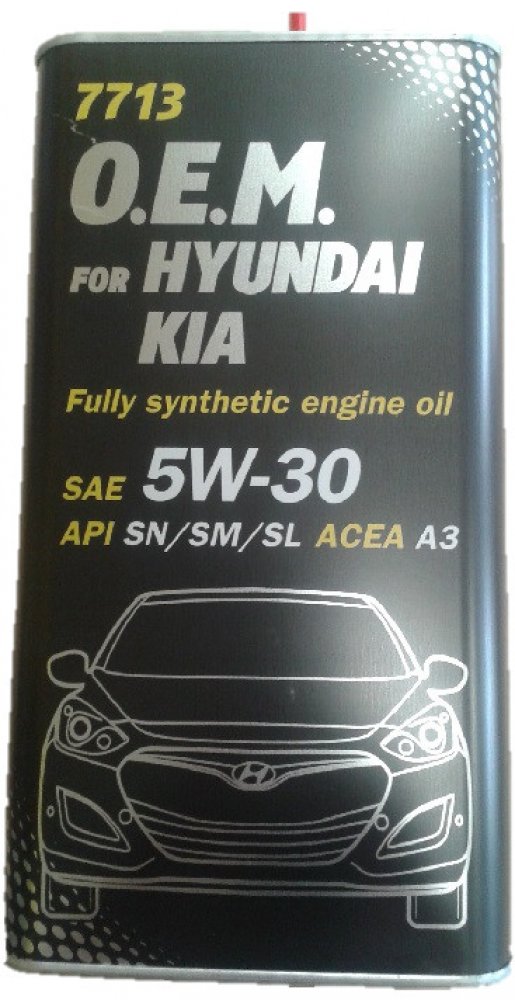 7713
O.E.M.
FOR HYUNDAI
KIA
Fully synthetic engine oil
SAE 5W-30
API SN/SM/SL ACEA A3